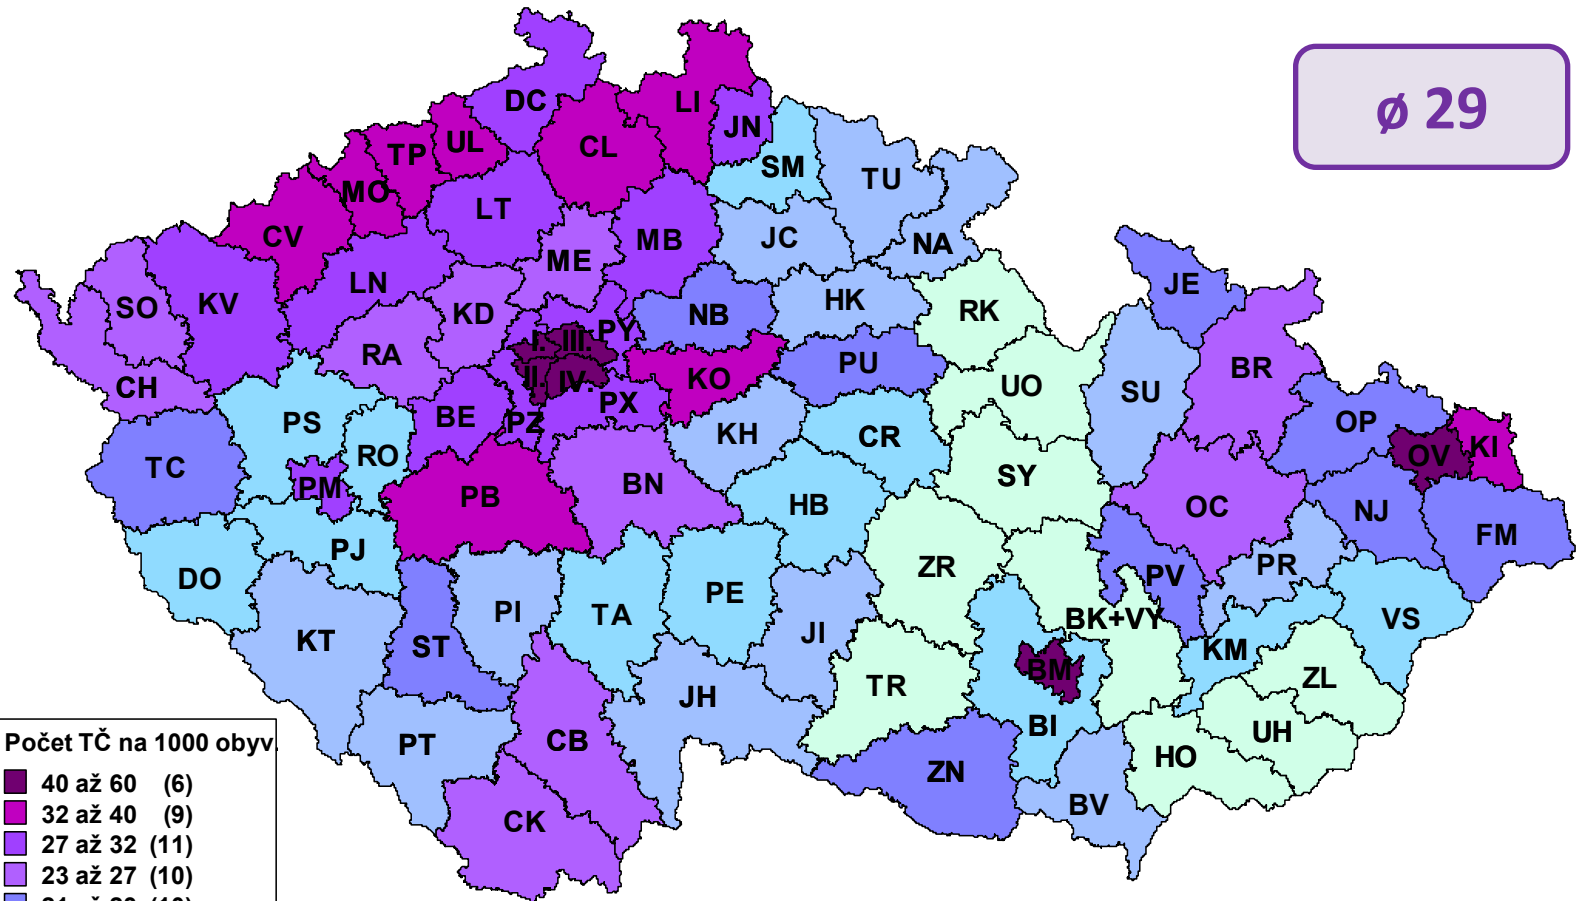 ø 29
DC
LI
JN
UL
TP
CL
SM
TU
MO
LT
CV
MB
JC
NA
ME
LN
JE
SO
KV
KD
NB
HK
RK
I.
III.
PY
RA
BR
CH
II.
IV.
KO
PU
UO
SU
PX
BE
PZ
PS
KH
CR
OP
RO
OV
KI
TC
PM
PB
BN
HB
SY
OC
NJ
FM
PJ
DO
ZR
PV
PR
PI
TA
PE
BK+VY
VS
KT
ST
JI
KM
BM
TR
ZL
JH
PT
CB
BI
UH
HO
ZN
BV
CK
Počet TČ na 1000 obyv.
40 až 60 (6)
32 až 40 (9)
27 až 32 (11)
23 až 27 (10)